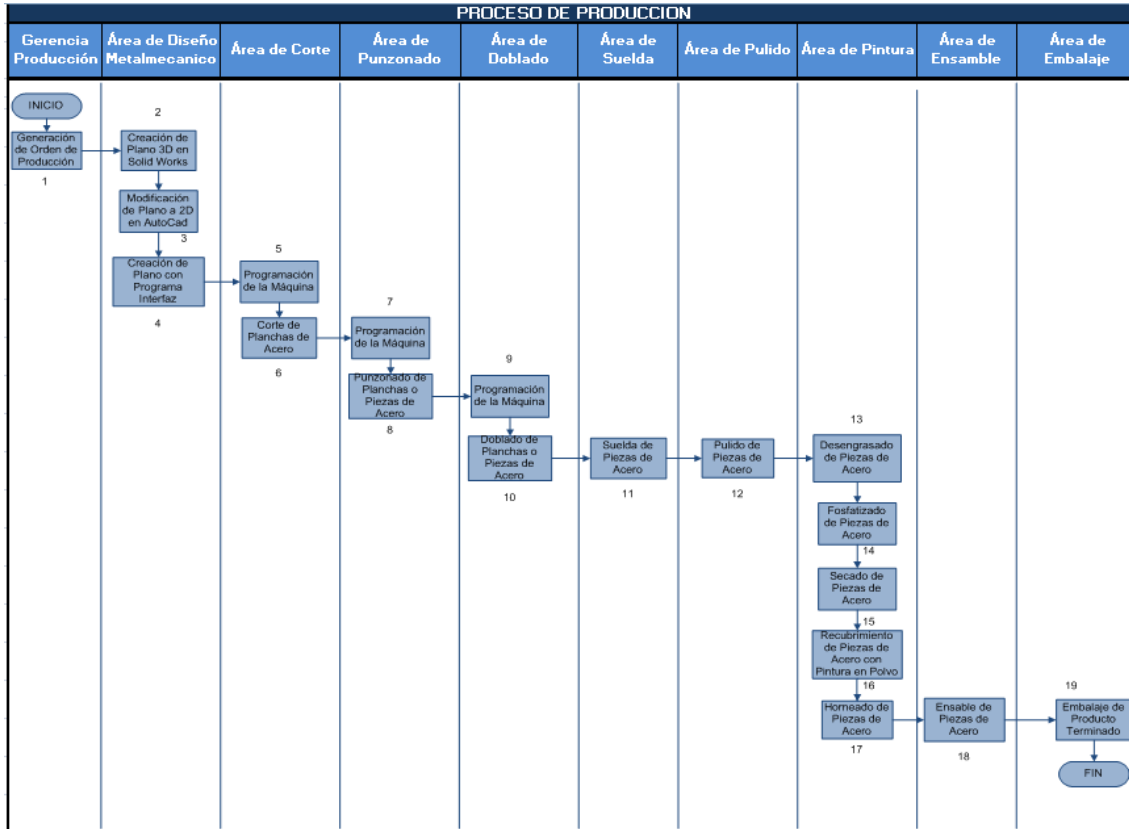 PROCESO DE PRODUCCION
Gerencia
Producción
Área de Diseño
Metalmecanico
Área de Corte
Área de
Punzonado
Área de
Doblado
Área de
Suelda
Área de Pulido
Área de Pintura
Área de
Ensamble
Área de
Embalaje
INICIO
Generación
de Orden de
Producción
1
2
Creación de
Plano 3D en
Solid Works
Modificación
de Plano a 2D
en AutoCad
3
Creación de
Plano con
Programa
Interfaz
4
5
Programación
de la Máquina
Corte de
Planchas de
Acero
6
7
Programación
de la Máquina
Punzonado de
Planchas o
Piezas de
Acero
8
9
Programación
de la Máquina
Doblado de
Planchas o
Piezas de
Acero
10
Suelda de
Piezas de
Acero
11
Pulido de
Piezas de
Acero
12
13
Desengrasado
de Piezas de
Acero
Fosfatizado
de Piezas de
Acero
14
Secado de
Piezas de
Acero
15
Recubrimiento
de Piezas de
Acero con
Pintura en Polvo
16
Horneado de
Piezas de
Acero
17
Ensable de
Piezas de
Acero
18
19
Embalaje de
Producto
Terminado
FIN